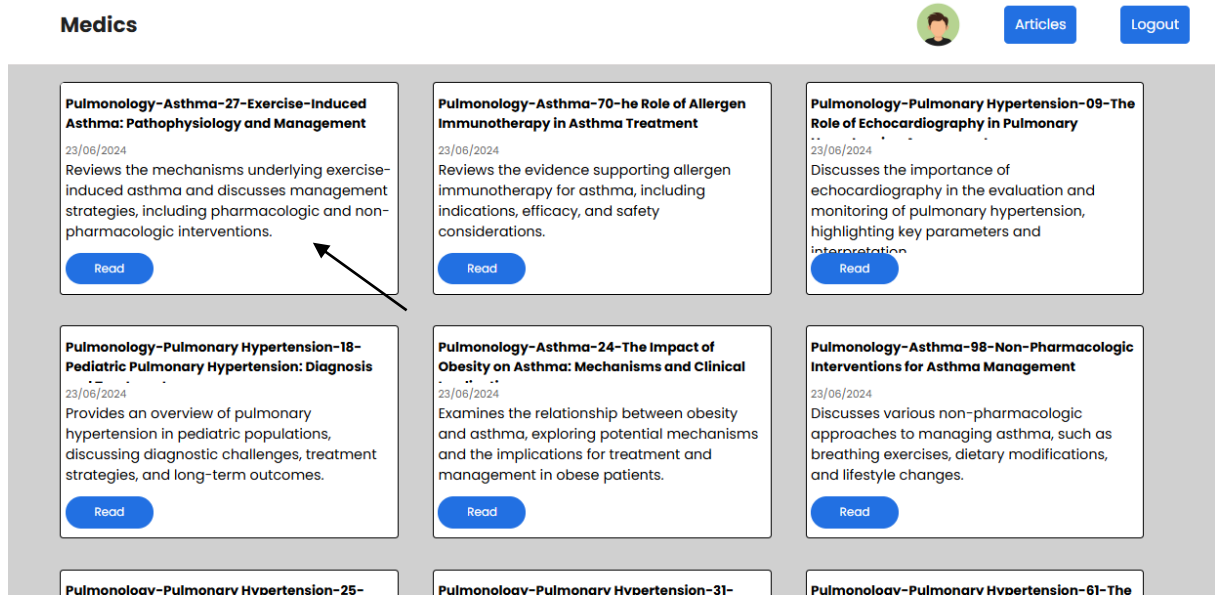 Medics
Articles
Logout
Pulmonology-Asthma-27-Exercise-Induced
Asthma: Pathophysiology and Management
23/06/2024
Reviews the mechanisms underlying exercise-
induced asthma and discusses management
strategies, including pharmacologic and non-
pharmacologic interventions.
Read
Pulmonology-Asthma-70-he Role of Allergen
Immunotherapy in Asthma Treatment
23/06/2024
Reviews the evidence supporting allergen
immunotherapy for asthma, including
indications, efficacy, and safety
considerations.
Read
Pulmonology-Pulmonary Hypertension-09-The
Role of Echocardiography in Pulmonary
23/06/2024
Discusses the importance of
echocardiography in the evaluation and
monitoring of pulmonary hypertension,
highlighting key parameters and
interpretation
Read
Pulmonology-Pulmonary Hypertension-18-
Pediatric Pulmonary Hypertension: Diagnosis
23/06/2024
Provides an overview of pulmonary
hypertension in pediatric populations,
discussing diagnostic challenges, treatment
strategies, and long-term outcomes.
Read
Pulmonology-Asthma-24-The Impact of
Obesity on Asthma: Mechanisms and Clinical
23/06/2024
Examines the relationship between obesity
and asthma, exploring potential mechanisms
and the implications for treatment and
management in obese patients.
Read
Pulmonology-Asthma-98-Non-Pharmacologic
Interventions for Asthma Management
23/06/2024
Discusses various non-pharmacologic
approaches to managing asthma, such as
breathing exercises, dietary modifications,
and lifestyle changes.
Read
Pulmonology-Pulmonary Hypertension-25-
Pulmonology-Pulmonary Hypertension-31-
Pulmonology-Pulmonary Hypertension-61-The